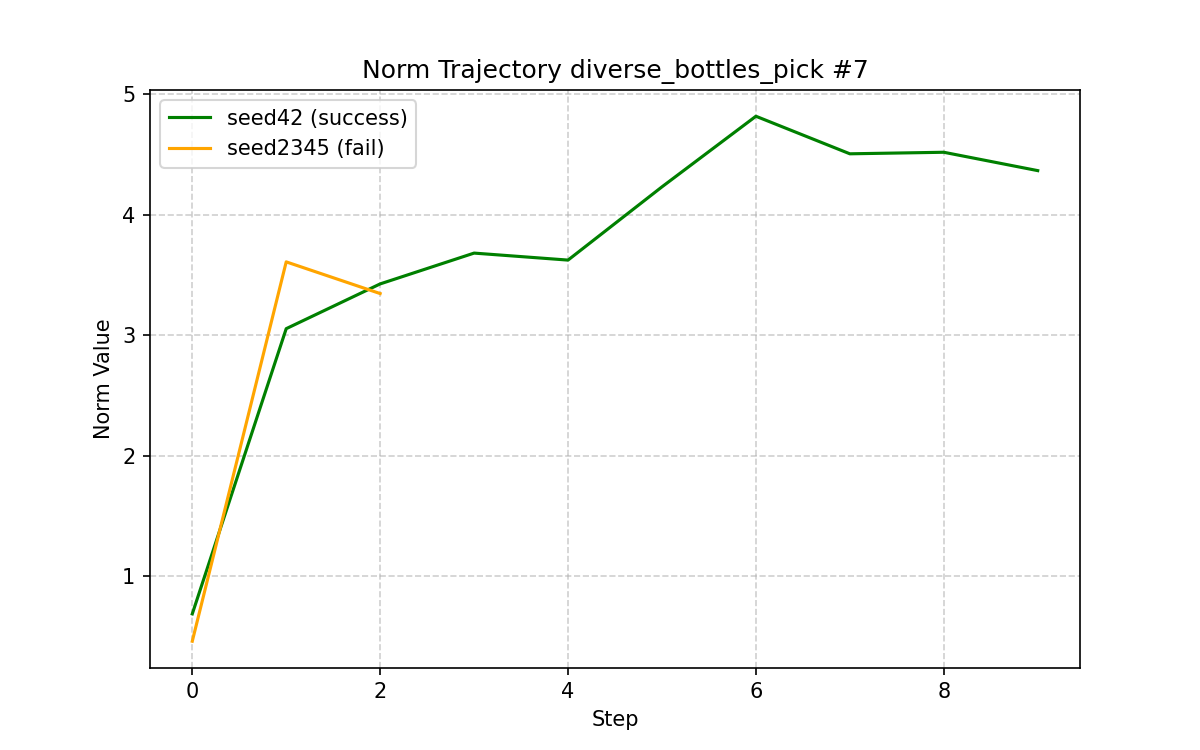 Norm Trajectory diverse_bottles_pick #7
seed42 (success)
seed2345 (fail)
5
4
3
2
1
Norm Value
0 2 4 6 8
Step